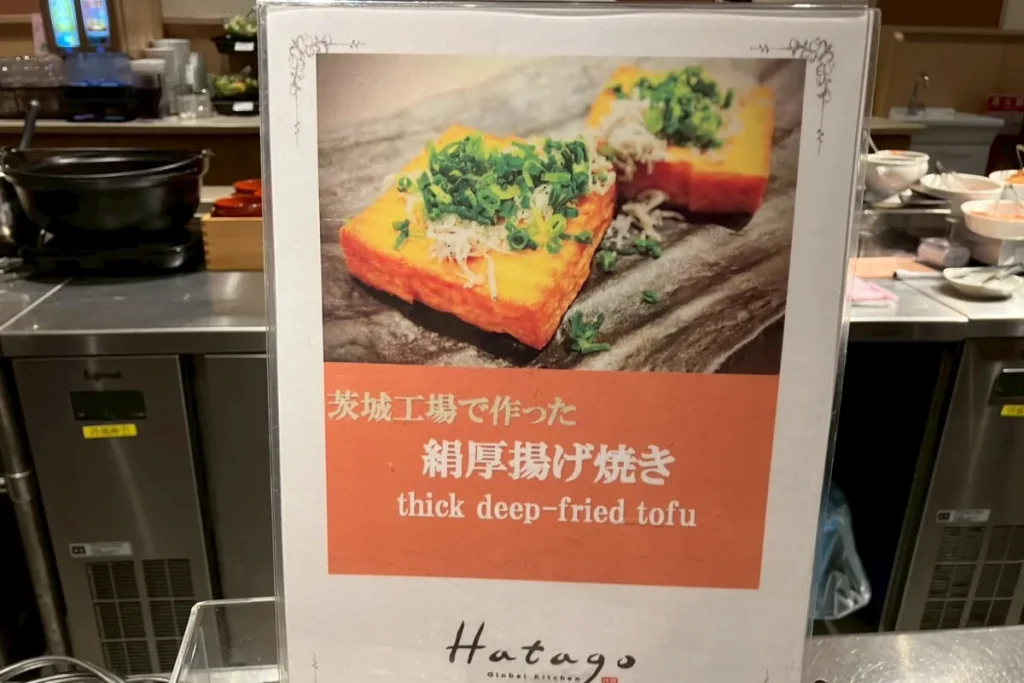 茨城工場で作った
絹厚揚げ焼き
thick deep-fried tofu
Hatago
Global Kitchen